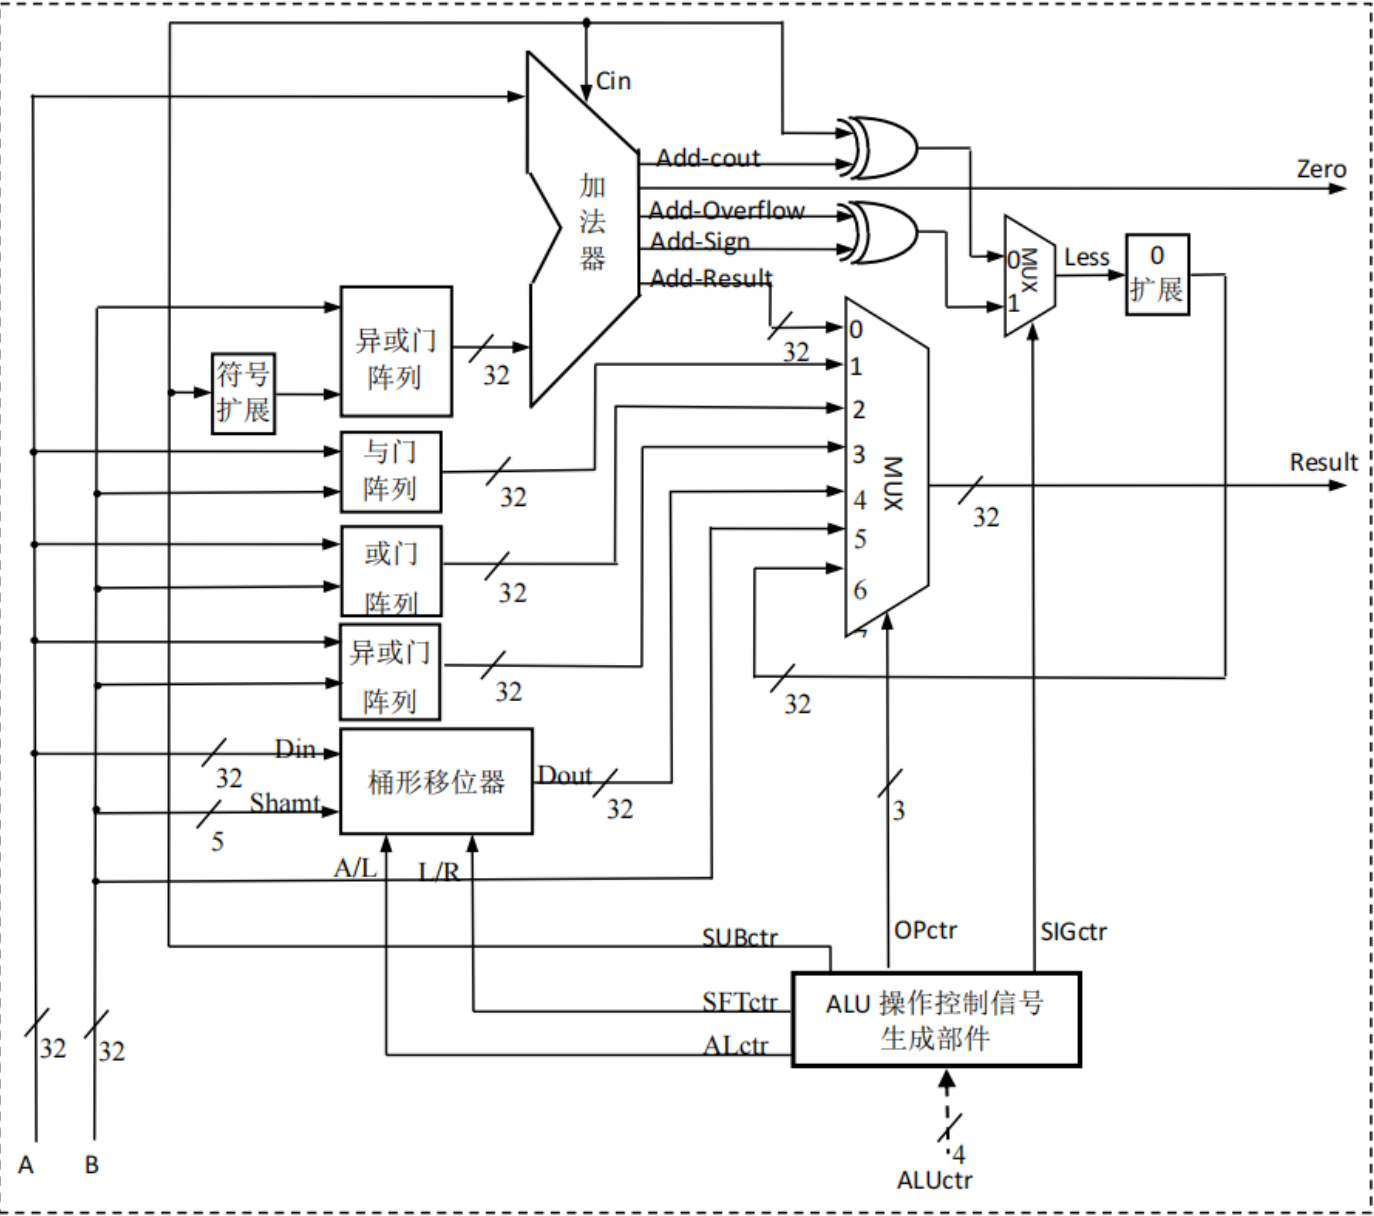 Cin
Add-cout
Zero
加
法
器
Add-Overflow
Add-Sign
Add-Result
0
MUX
1
Less
0
扩展
异或门
阵列
32
符号
扩展
32
0
1
2
3
4
5
6
7
MUX
Result
32
与门
阵列
32
或门
阵列
32
异或门
阵列
32
32
Din
32
桶形移位器
Dout
32
Shamt
5
3
A/L
L/R
SUBctr
OPctr
SIGctr
SFTctr
ALctr
ALU 操作控制信号
生成部件
32
32
4
A
B
ALUctr